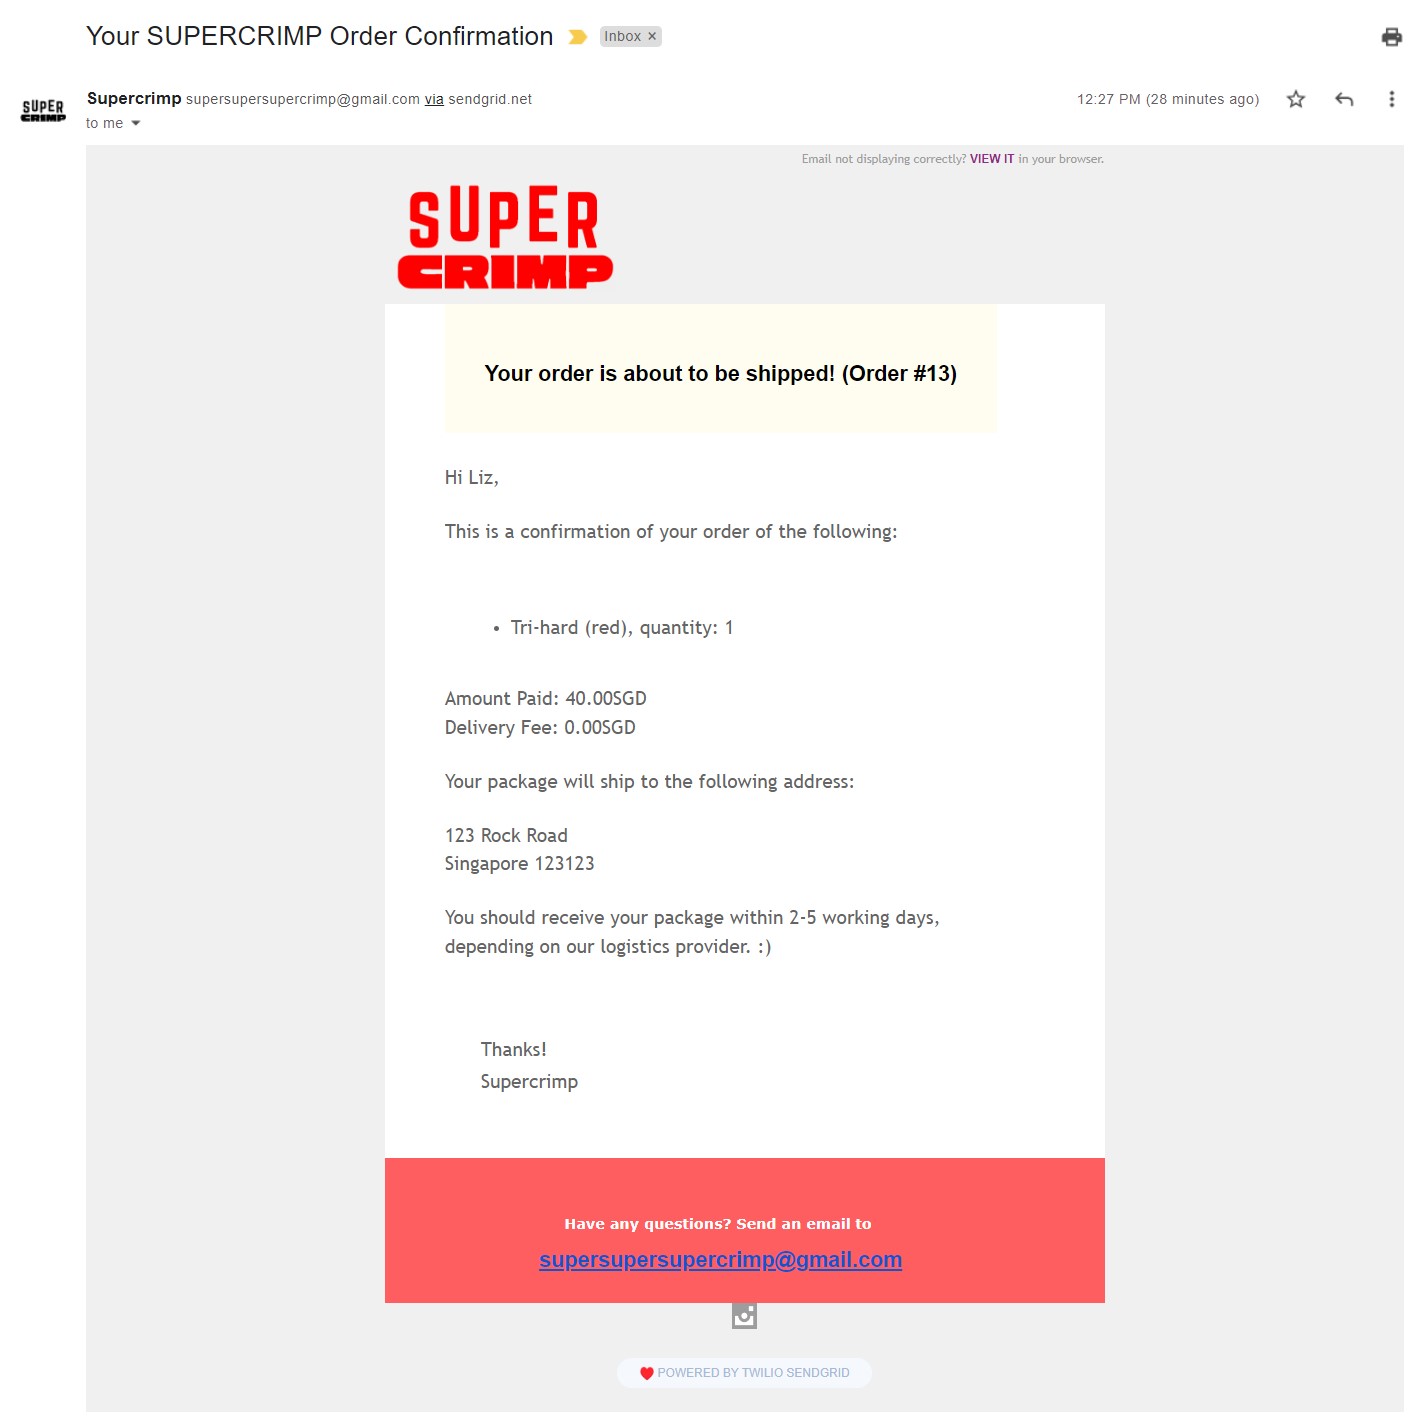 Your SUPERCRIMP Order Confirmation Inbox ×
SUPER
CRIMP
Supercrimp supersupersupercrimp@gmail.com via sendgrid.net 12:27 PM (28 minutes ago)
to me
Email not displaying correctly? VIEW IT in your browser.
SUPER
CRIMP
Your order is about to be shipped! (Order #13)
Hi Liz,
This is a confirmation of your order of the following:
• Tri-hard (red), quantity: 1
Amount Paid: 40.00SGD
Delivery Fee: 0.00SGD
Your package will ship to the following address:
123 Rock Road
Singapore 123123
You should receive your package within 2-5 working days,
depending on our logistics provider. :)
Thanks!
Supercrimp
Have any questions? Send an email to
supersupersupercrimp@gmail.com
POWERED BY TWILIO SENDGRID